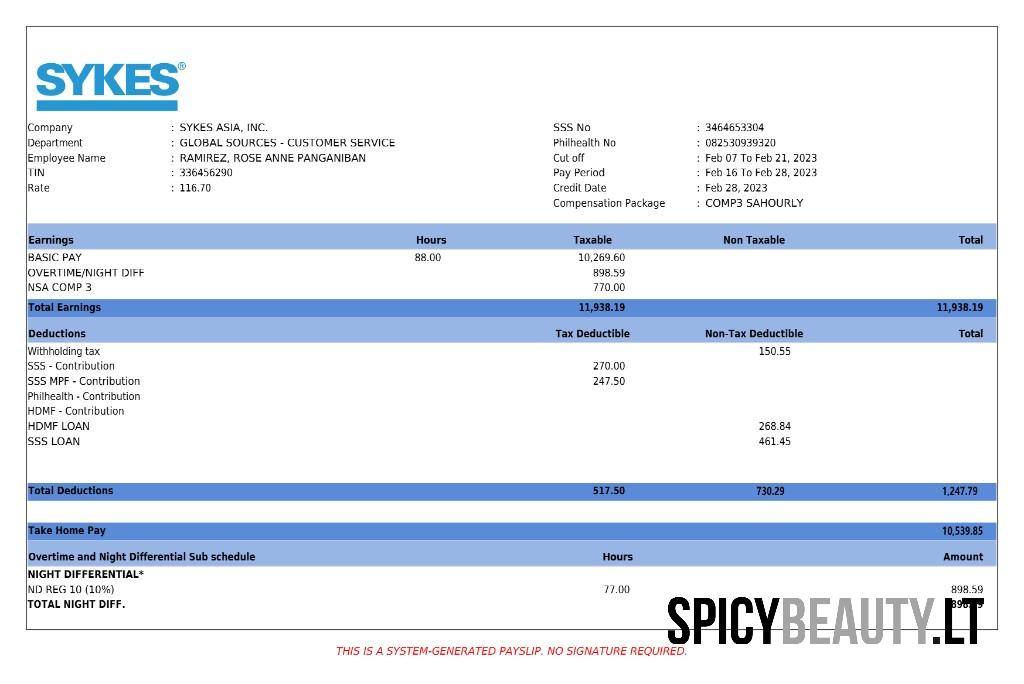 SYKES®
Company : SYKES ASIA, INC. SSS No : 3464653304
Department : GLOBAL SOURCES - CUSTOMER SERVICE Philhealth No : 082530939320
Employee Name : RAMIREZ, ROSE ANNE PANGANIBAN Cut off : Feb 07 To Feb 21, 2023
TIN : 336456290 Pay Period : Feb 16 To Feb 28, 2023
Rate : 116.70 Credit Date : Feb 28, 2023
Compensation Package : COMP3 SAHOURLY
Earnings Hours Taxable Non Taxable Total
BASIC PAY 88.00 10,269.60
OVERTIME/NIGHT DIFF 898.59
NSA COMP 3 770.00
Total Earnings 11,938.19 11,938.19
Deductions Tax Deductible Non-Tax Deductible Total
Withholding tax 150.55
SSS - Contribution 270.00
SSS MPF - Contribution 247.50
Philhealth - Contribution
HDMF - Contribution
HDMF LOAN 268.84
SSS LOAN 461.45
Total Deductions 517.50 730.29 1,247.79
Take Home Pay 10,539.85
Overtime and Night Differential Sub schedule Hours Amount
NIGHT DIFFERENTIAL*
ND REG 10 (10%) 77.00 898.59
TOTAL NIGHT DIFF.
SPICYBEAUTY.LT
THIS IS A SYSTEM-GENERATED PAYSLIP. NO SIGNATURE REQUIRED.